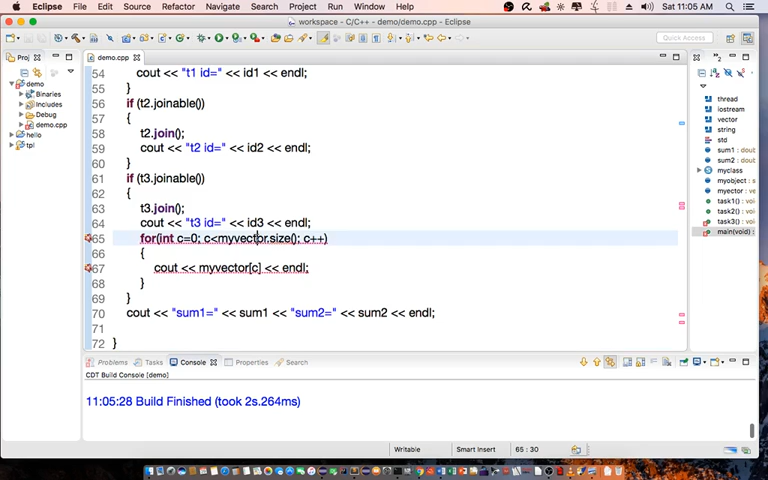 Eclipse File Edit Source Refactor Navigate Search Project Run Window Help Sat 11:05 AM
workspace - C/C++ - demo/demo.cpp - Eclipse
Quick Access
Proj demo.cpp
demo
Binaries
Includes
Debug
demo.cpp
hello
tpl
54 cout << "t1 id=" << id1 << endl;
55 }
56 if (t2.joinable())
57 {
58 t2.join();
59 cout << "t2 id=" << id2 << endl;
60 }
61 if (t3.joinable())
62 {
63 t3.join();
64 cout << "t3 id=" << id3 << endl;
65 for(int c=0; c<myvector.size(); c++)
66 {
67 cout << myvector[c] << endl;
68 }
69 }
70 cout << "sum1=" << sum1 << "sum2=" << sum2 << endl;
71
72 }
thread
iostream
vector
string
std
sum1 : dou
sum2 : dou
myclass
myobject :
myector :
task1() :
task2() :
task3() :
main(void) :
Problems Tasks Console Properties Search
CDT Build Console [demo]
11:05:28 Build Finished (took 2s.264ms)
Writable Smart Insert 65 : 30